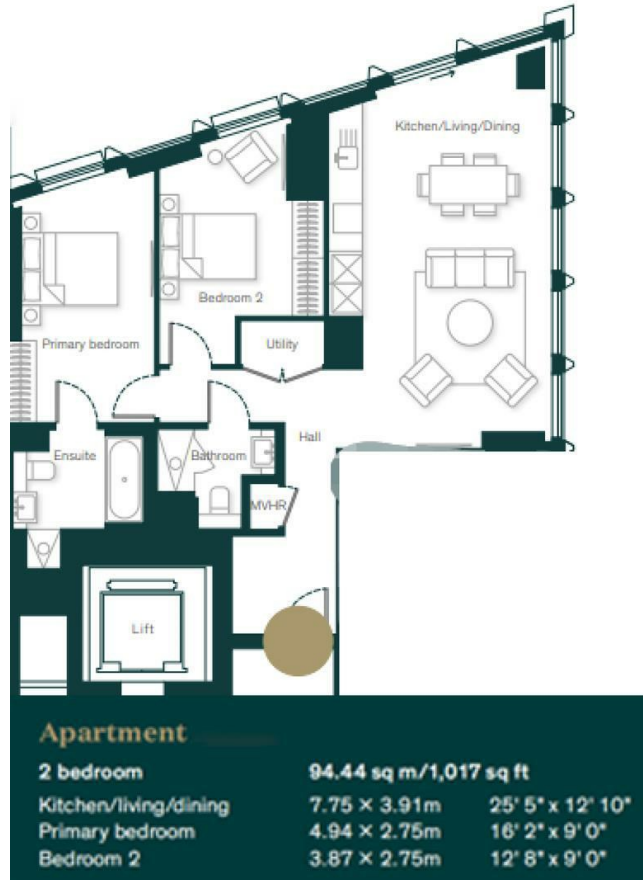 Kitchen/Living/Dining
Bedroom 2
Primary bedroom
Utility
Hall
Ensuite
Bathroom
MVHR
Lift
Apartment
2 bedroom 94.44 sq m/1,017 sq ft
Kitchen/living/dining 7.75 × 3.91m 25' 5" x 12' 10"
Primary bedroom 4.94 × 2.75m 16' 2" x 9' 0"
Bedroom 2 3.87 × 2.75m 12' 8" x 9' 0"